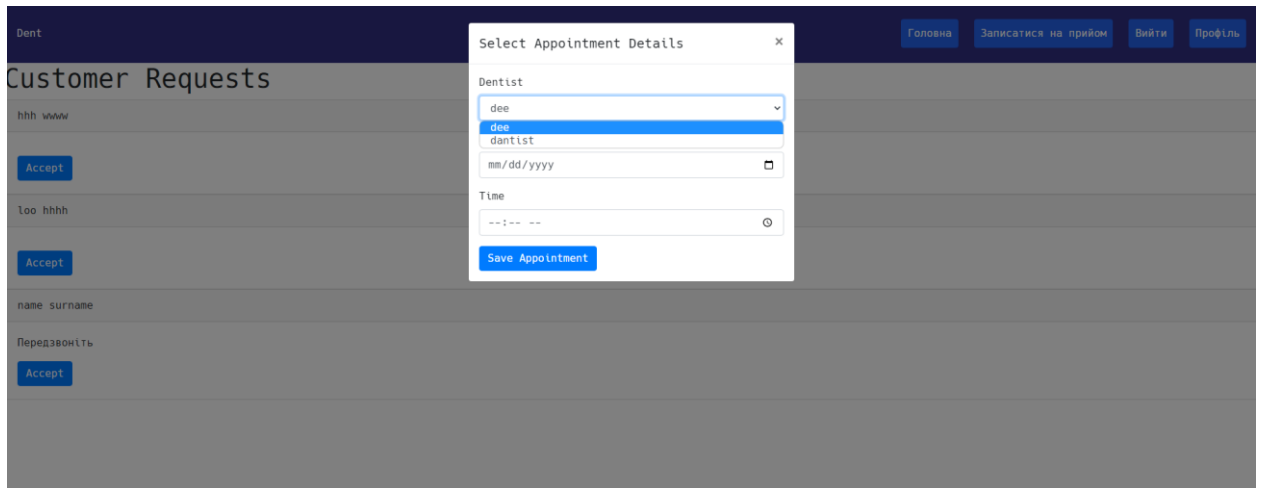 Dent
Головна
Записатися на прийом
Вийти
Профіль
Select Appointment Details
×
Dentist
dee
dee
dantist
mm/dd/yyyy
Time
--:-- --
Save Appointment
Customer Requests
hhh wwww
Accept
loo hhhh
Accept
name surname
Передзвоніть
Accept